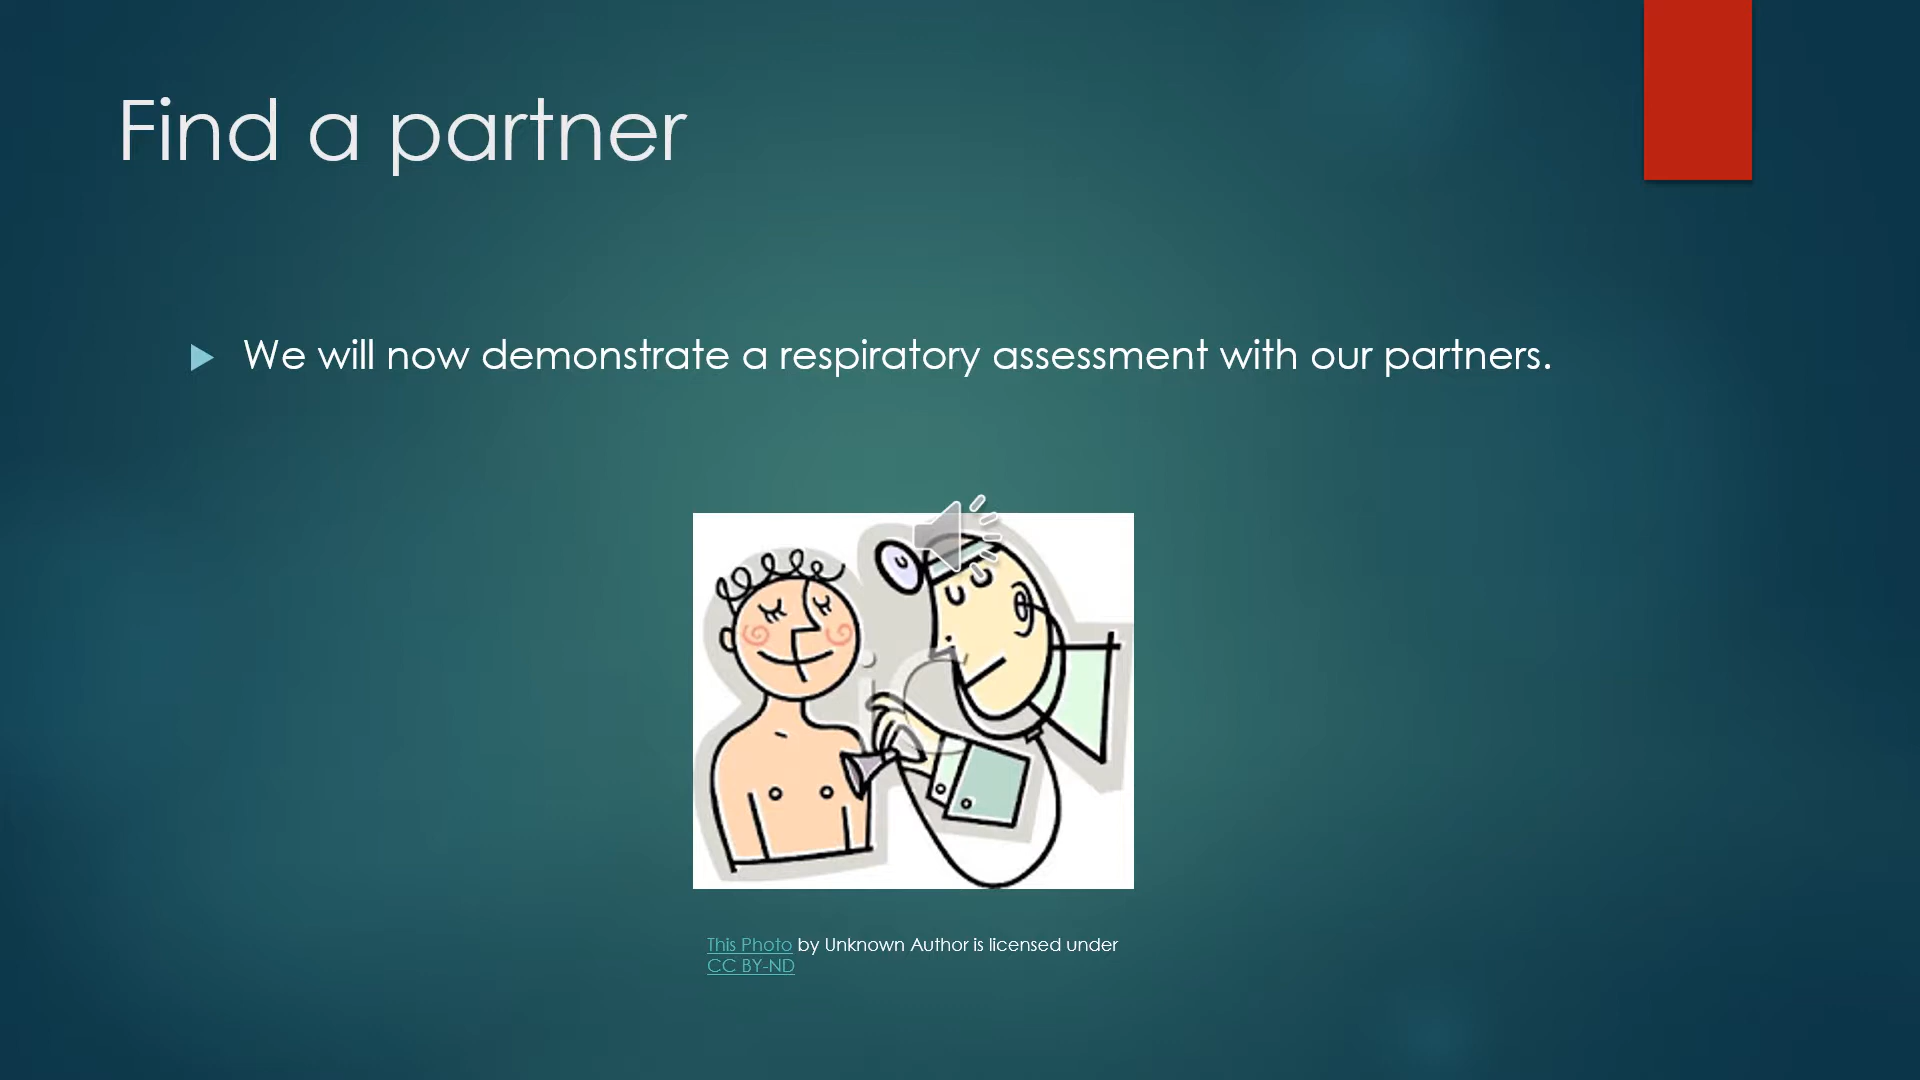 Find a partner
We will now demonstrate a respiratory assessment with our partners.
This Photo by Unknown Author is licensed under
CC BY-ND